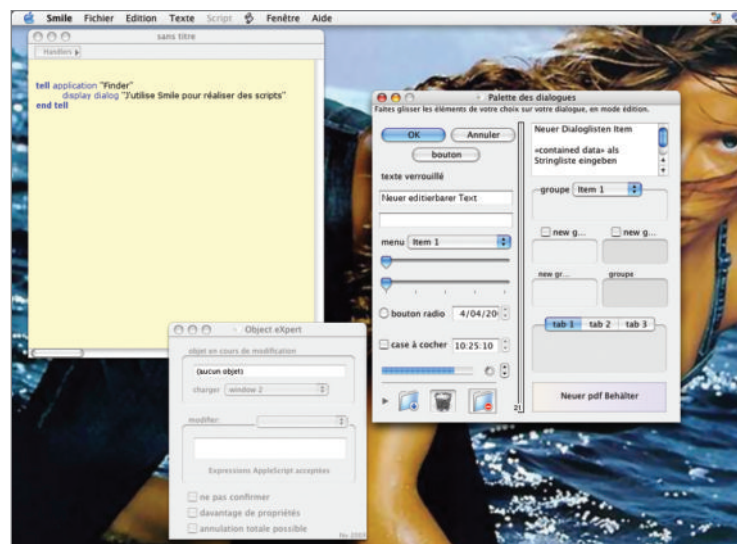 Smile Fichier Edition Texte Script Fenêtre Aide
sans titre
Handlers
tell application "Finder"
display dialog "J'utilise Smile pour réaliser des scripts"
end tell
Palette des dialogues
Faites glisser les éléments de votre choix sur votre dialogue, en mode édition.
OK Annuler
bouton
texte verrouillé
Neuer editierbarer Text
menu Item 1
bouton radio 4/04/20
case à cocher 10:25:10
21
Neuer Dialoglisten Item
«contained data» als
Stringliste eingeben
groupe Item 1
new g... new g...
new gr... groupe
tab 1 tab 2 tab 3
Neuer pdf Behälter
Object eXpert
objet en cours de modification
(aucun objet)
charger window 2
modifier:
Expressions AppleScript acceptées
ne pas confirmer
davantage de propriétés
annulation totale possible